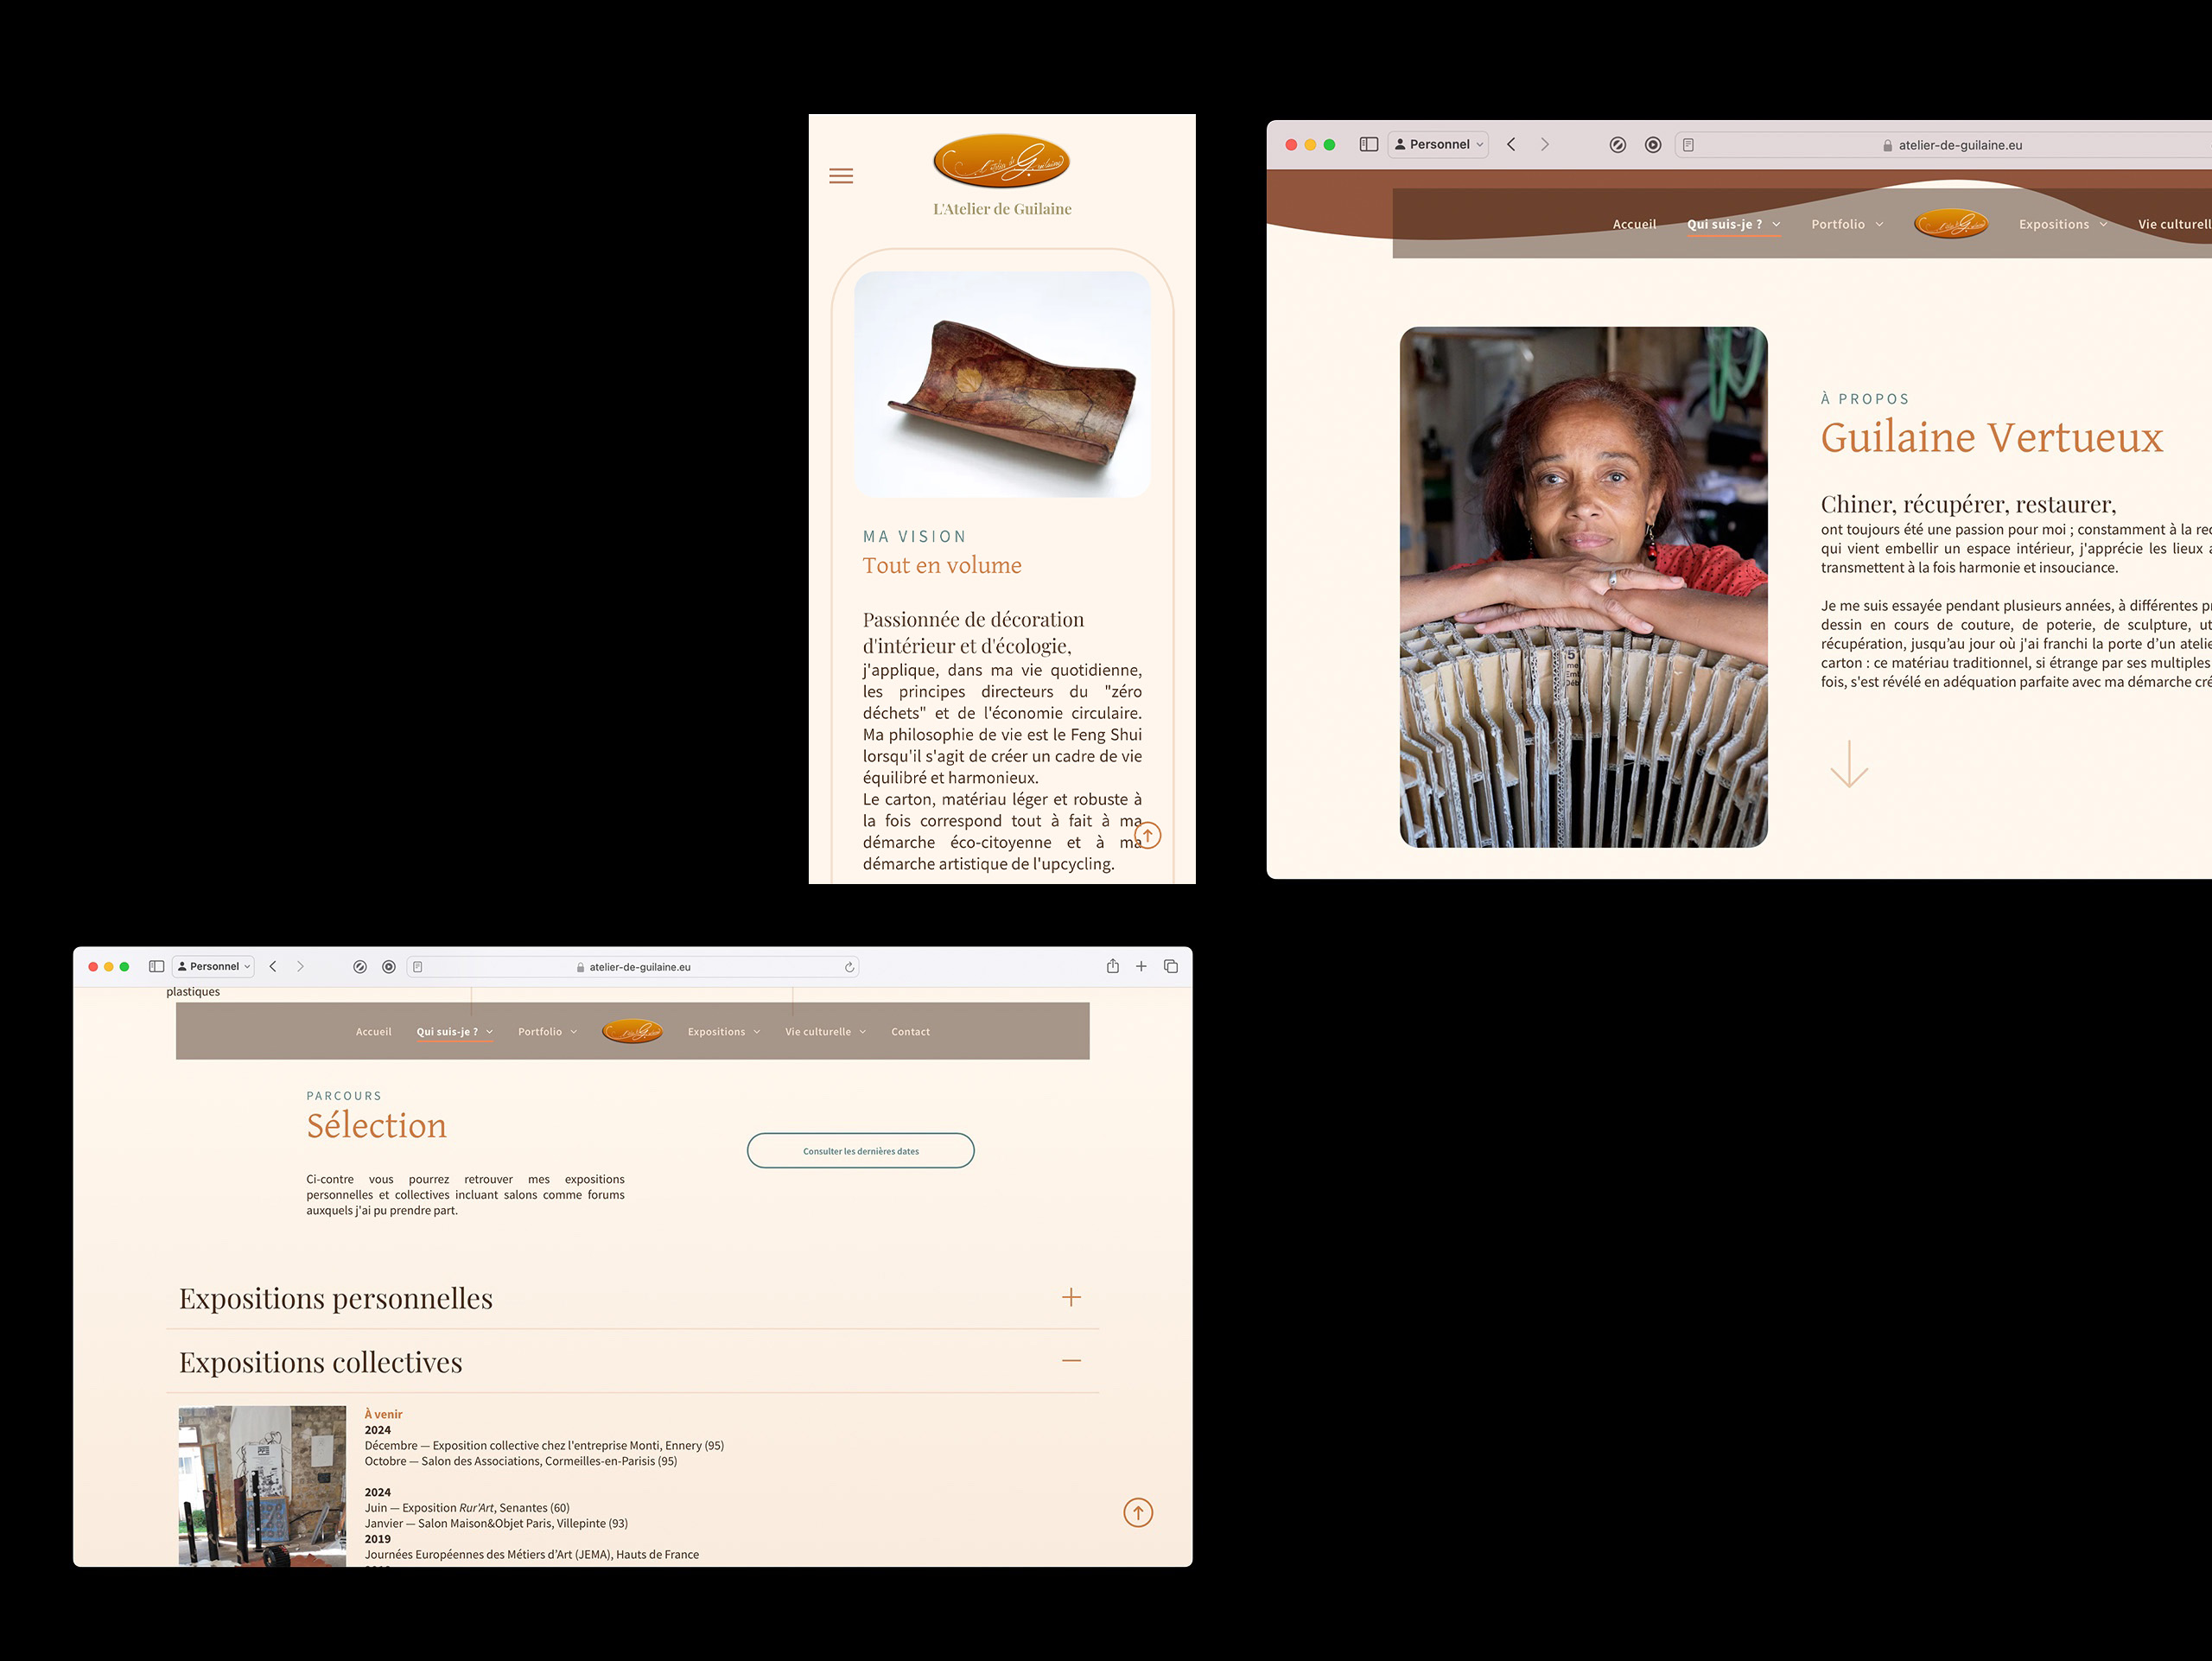 L'Atelier de Guilaine
MA VISION
Tout en volume
Passionnée de décoration
d'intérieur et d'écologie,
j'applique, dans ma vie quotidienne,
les principes directeurs du "zéro
déchets" et de l'économie circulaire.
Ma philosophie de vie est le Feng Shui
lorsqu'il s'agit de créer un cadre de vie
équilibré et harmonieux.
Le carton, matériau léger et robuste à
la fois correspond tout à fait à ma
démarche éco-citoyenne et à ma
démarche artistique de l'upcycling.
Personnel
atelier-de-guilaine.eu
Accueil Qui suis-je ? Portfolio Expositions Vie culturell
À PROPOS
Guilaine Vertueux
Chiner, récupérer, restaurer,
ont toujours été une passion pour moi ; constamment à la rec
qui vient embellir un espace intérieur, j'apprécie les lieux a
transmettent à la fois harmonie et insouciance.
Je me suis essayée pendant plusieurs années, à différentes pr
dessin en cours de couture, de poterie, de sculpture, ut
récupération, jusqu’au jour où j'ai franchi la porte d’un atelie
carton : ce matériau traditionnel, si étrange par ses multiples
fois, s'est révélé en adéquation parfaite avec ma démarche cré
Personnel
atelier-de-guilaine.eu
plastiques
Accueil Qui suis-je ? Portfolio Expositions Vie culturelle Contact
PARCOURS
Sélection
Consulter les dernières dates
Ci-contre vous pourrez retrouver mes expositions
personnelles et collectives incluant salons comme forums
auxquels j'ai pu prendre part.
Expositions personnelles
Expositions collectives
À venir
2024
Décembre — Exposition collective chez l'entreprise Monti, Ennery (95)
Octobre — Salon des Associations, Cormeilles-en-Parisis (95)
2024
Juin — Exposition Rur'Art, Senantes (60)
Janvier — Salon Maison&Objet Paris, Villepinte (93)
2019
Journées Européennes des Métiers d’Art (JEMA), Hauts de France